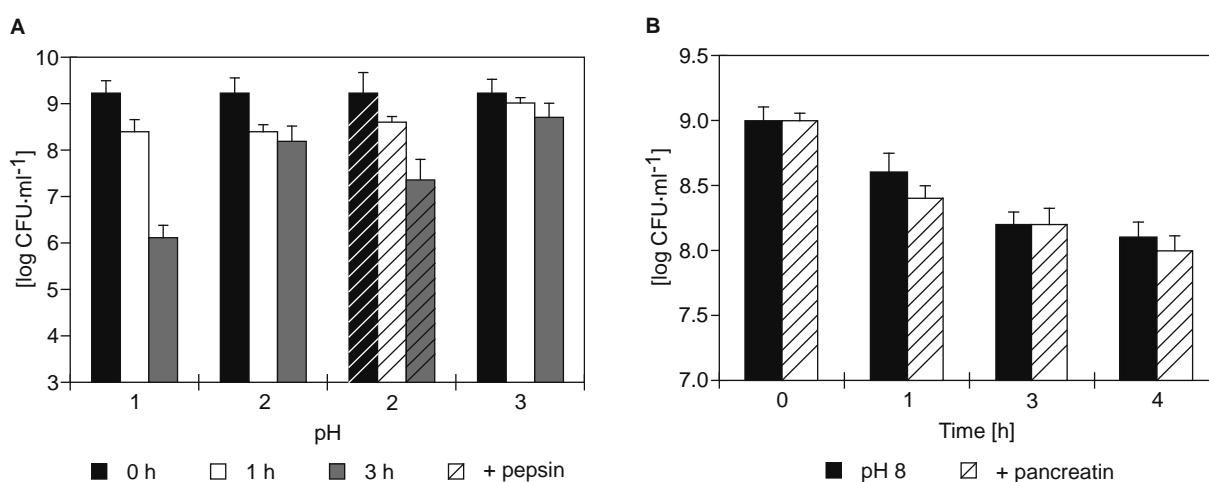 A
[log CFU·ml⁻¹]
10
9
8
7
6
5
4
3
1 2 2 3
pH
0 h 1 h 3 h + pepsin
B
[log CFU·ml⁻¹]
9.5
9.0
8.5
8.0
7.5
7.0
0 1 3 4
Time [h]
pH 8 + pancreatin